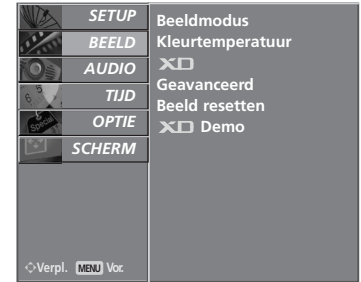 SETUP
BEELD
AUDIO
TIJD
OPTIE
SCHERM
Verpl. MENU Vor.
Beeldmodus
Kleurtemperatuur
XD
Geavanceerd
Beeld resetten
XD Demo